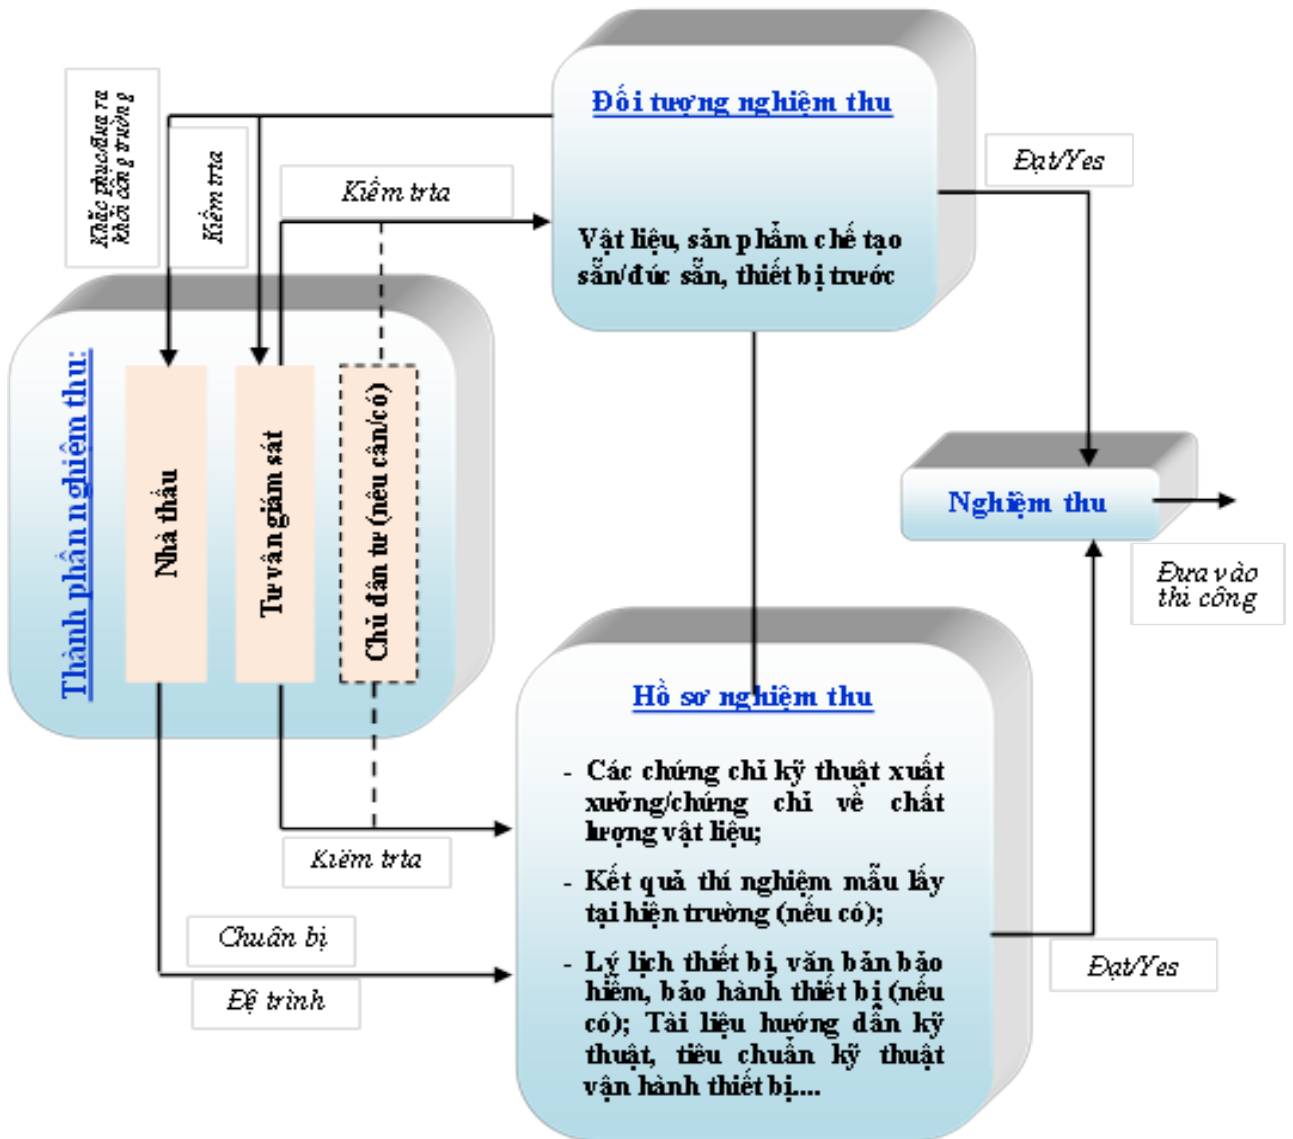 Đối tượng nghiệm thu
Vật liệu, sản phẩm chế tạo
sẵn/đúc sẵn, thiết bị trước
Khắc phục/đưa ra
khỏi công trường
Kiểm trta
Kiểm trta
Đạt/Yes
Thành phần nghiệm thu:
Nhà thầu
Tư vấn giám sát
Chủ đân tư (nếu cần/có)
Nghiệm thu
Đưa vào
thi công
Hồ sơ nghiệm thu
- Các chứng chỉ kỹ thuật xuất
xưởng/chứng chỉ về chất
lượng vật liệu;
- Kết quả thí nghiệm mẫu lấy
tại hiện trường (nếu có);
- Lý lịch thiết bị, văn bản bảo
hiểm, bảo hành thiết bị (nếu
có); Tài liệu hướng dẫn kỹ
thuật, tiêu chuẩn kỹ thuật
vận hành thiết bị....
Kiểm trta
Chuẩn bị
Đệ trình
Đạt/Yes